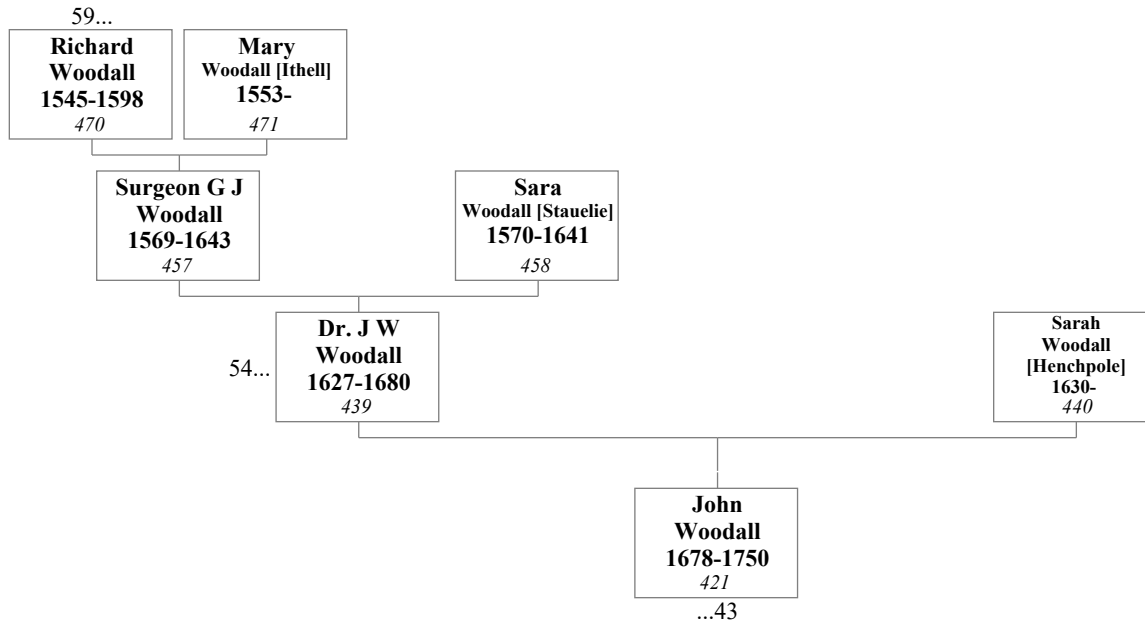 59...
Richard
Woodall
1545-1598
470
Mary
Woodall [Ithell]
1553-
471
Surgeon G J
Woodall
1569-1643
457
Sara
Woodall [Stauelie]
1570-1641
458
54...
Dr. J W
Woodall
1627-1680
439
Sarah
Woodall
[Henchpole]
1630-
440
John
Woodall
1678-1750
421
...43